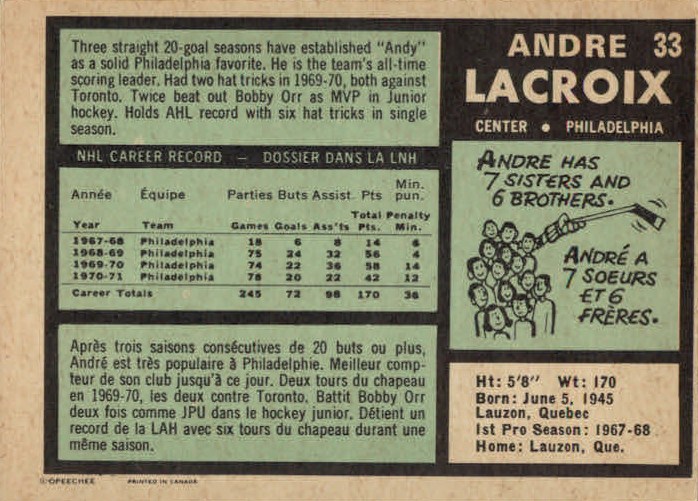 Three straight 20-goal seasons have established "Andy"
as a solid Philadelphia favorite. He is the team's all-time
scoring leader. Had two hat tricks in 1969-70, both against
Toronto. Twice beat out Bobby Orr as MVP in Junior
hockey. Holds AHL record with six hat tricks in single
season.
ANDRE 33
LACROIX
CENTER • PHILADELPHIA
NHL CAREER RECORD — DOSSIER DANS LA LNH
Année Équipe Parties Buts Assist. Pts Min. pun.
Year Team Games Goals Ass'ts Total Pts. Penalty Min.
1967-68 Philadelphia 18 6 8 14 6
1968-69 Philadelphia 75 24 32 56 4
1969-70 Philadelphia 74 22 36 58 14
1970-71 Philadelphia 78 20 22 42 12
Career Totals 245 72 98 170 36
ANDRE HAS
7 SISTERS AND
6 BROTHERS.
ANDRÉ A
7 SOEURS
ET 6
FRÈRES.
Après trois saisons consécutives de 20 buts ou plus,
André est très populaire à Philadelphie. Meilleur comp-
teur de son club jusqu'à ce jour. Deux tours du chapeau
en 1969-70, les deux contre Toronto. Battit Bobby Orr
deux fois comme JPU dans le hockey junior. Détient un
record de la LAH avec six tours du chapeau durant une
même saison.
Ht: 5'8" Wt: 170
Born: June 5, 1945
Lauzon, Quebec
1st Pro Season: 1967-68
Home: Lauzon, Que.
©OPEECHEE PRINTED IN CANADA